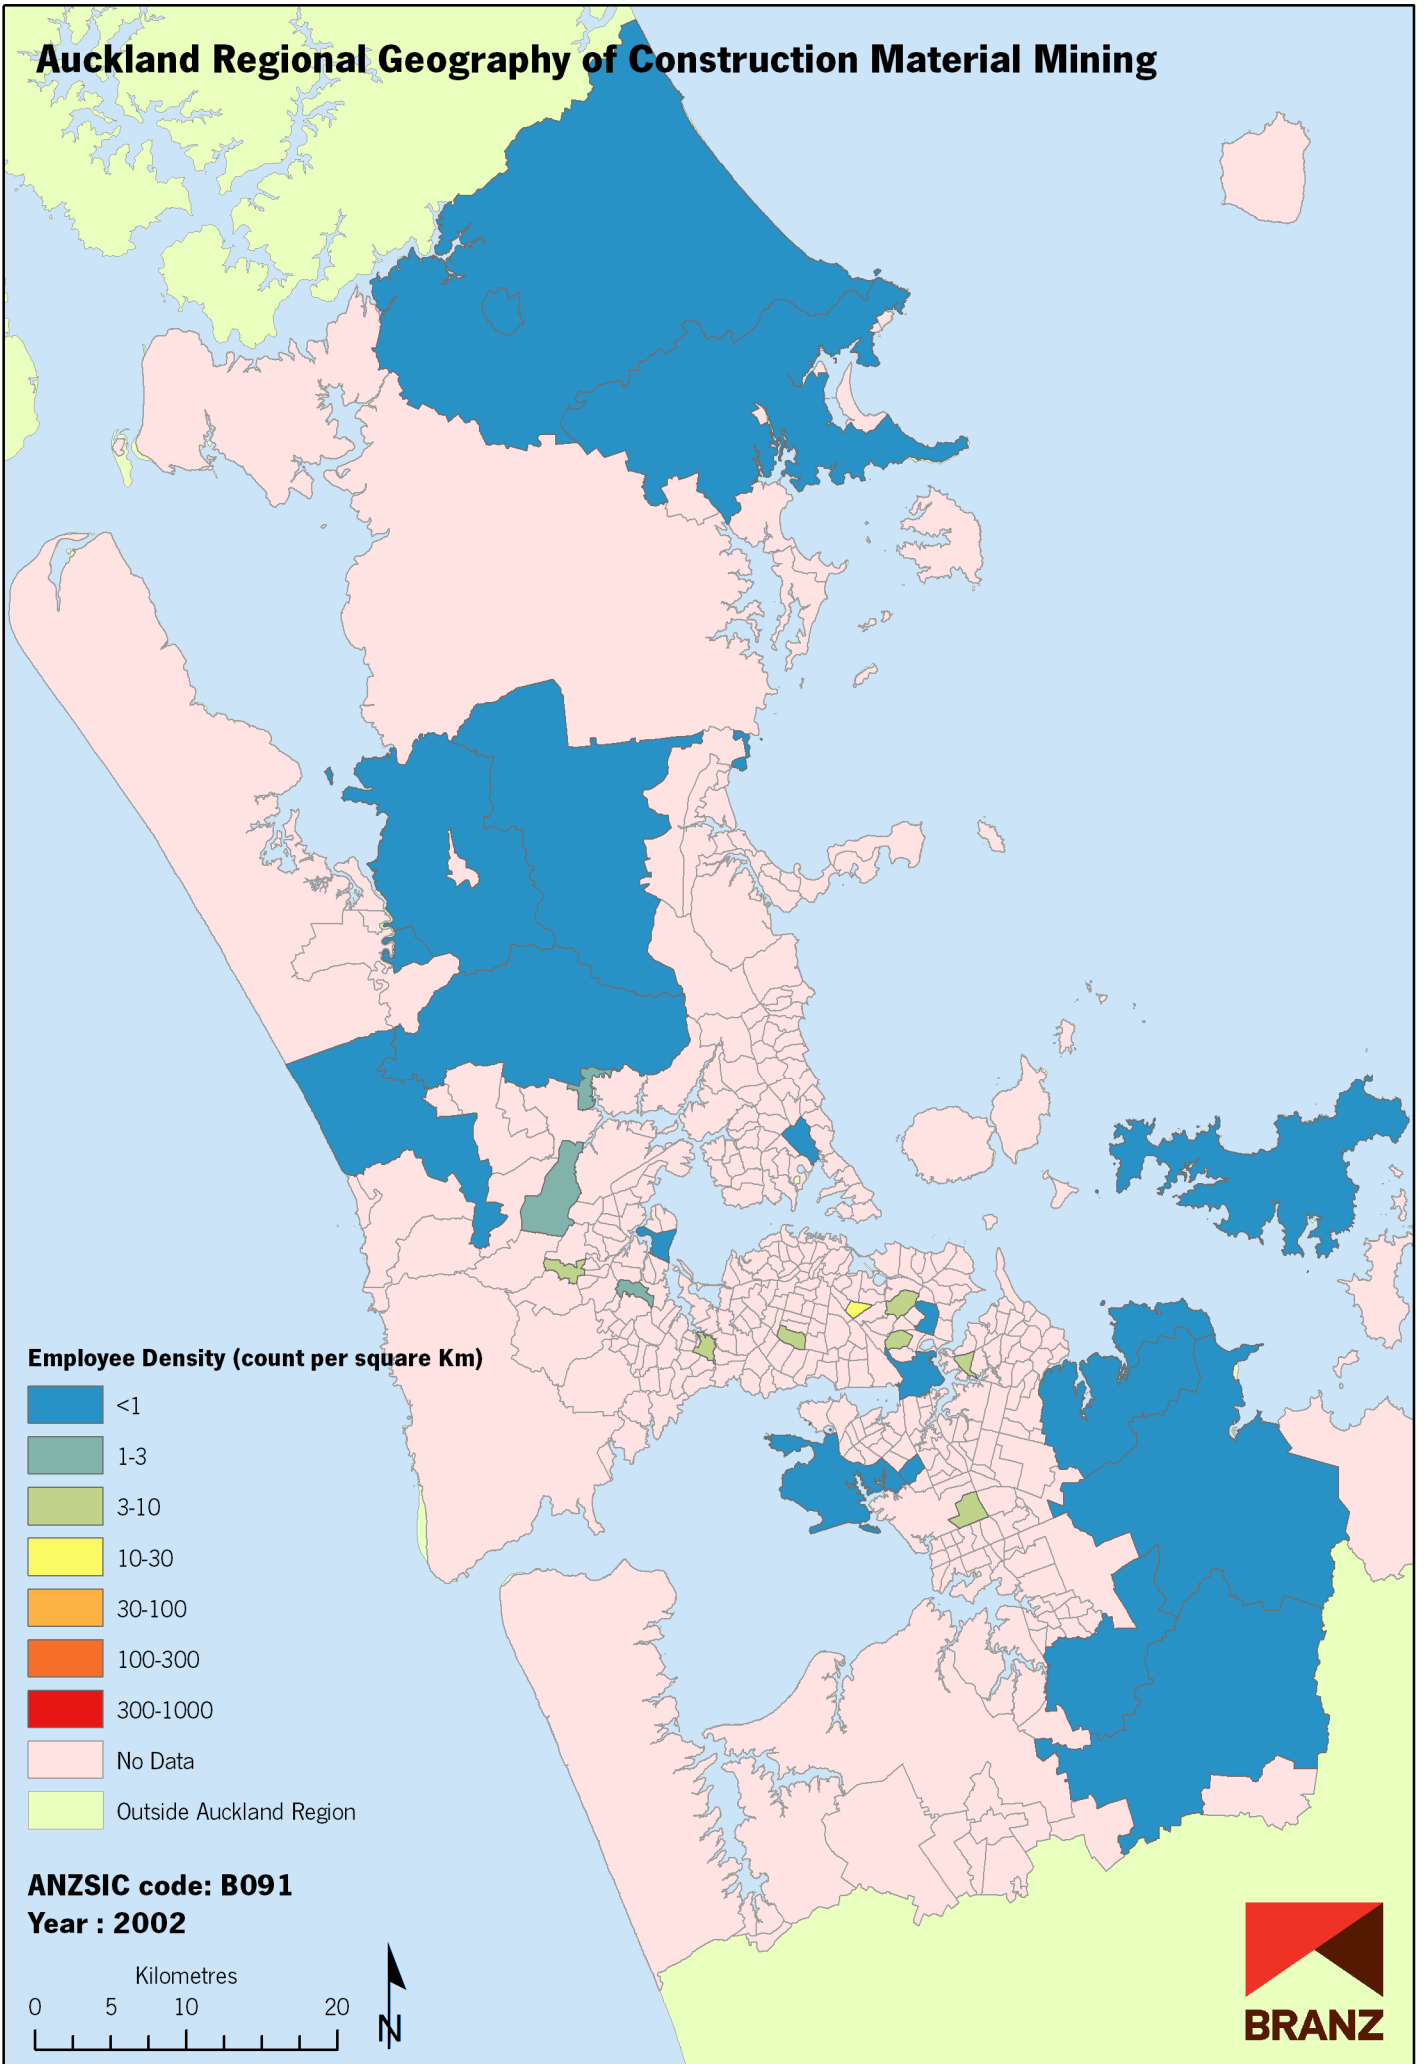 Auckland Regional Geography of Construction Material Mining
Employee Density (count per square Km)
<1
1-3
3-10
10-30
30-100
100-300
300-1000
No Data
Outside Auckland Region
ANZSIC code: B091
Year : 2002
Kilometres
0 5 10 20
N
BRANZ